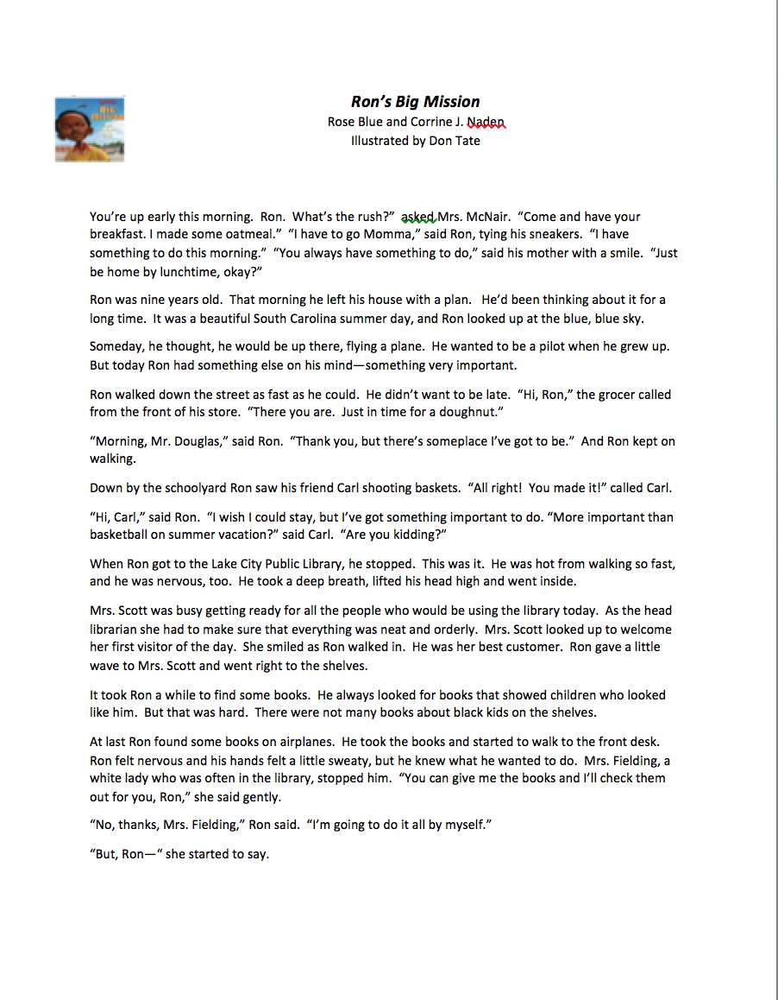 Ron’s Big Mission
Rose Blue and Corrine J. Naden
Illustrated by Don Tate
You’re up early this morning.  Ron.  What’s the rush?”  asked Mrs. McNair.  “Come and have your
breakfast. I made some oatmeal.”  “I have to go Momma,” said Ron, tying his sneakers.  “I have
something to do this morning.”  “You always have something to do,” said his mother with a smile.  “Just
be home by lunchtime, okay?”
Ron was nine years old.  That morning he left his house with a plan.   He’d been thinking about it for a
long time.  It was a beautiful South Carolina summer day, and Ron looked up at the blue, blue sky.
Someday, he thought, he would be up there, flying a plane.  He wanted to be a pilot when he grew up.
But today Ron had something else on his mind—something very important.
Ron walked down the street as fast as he could.  He didn’t want to be late.  “Hi, Ron,” the grocer called
from the front of his store.  “There you are.  Just in time for a doughnut.”
“Morning, Mr. Douglas,” said Ron.  “Thank you, but there’s someplace I’ve got to be.”  And Ron kept on
walking.
Down by the schoolyard Ron saw his friend Carl shooting baskets.  “All right!  You made it!” called Carl.
“Hi, Carl,” said Ron.  “I wish I could stay, but I’ve got something important to do. “More important than
basketball on summer vacation?” said Carl.  “Are you kidding?”
When Ron got to the Lake City Public Library, he stopped.  This was it.  He was hot from walking so fast,
and he was nervous, too.  He took a deep breath, lifted his head high and went inside.
Mrs. Scott was busy getting ready for all the people who would be using the library today.  As the head
librarian she had to make sure that everything was neat and orderly.  Mrs. Scott looked up to welcome
her first visitor of the day.  She smiled as Ron walked in.  He was her best customer.  Ron gave a little
wave to Mrs. Scott and went right to the shelves.
It took Ron a while to find some books.  He always looked for books that showed children who looked
like him.  But that was hard.  There were not many books about black kids on the shelves.
At last Ron found some books on airplanes.  He took the books and started to walk to the front desk.
Ron felt nervous and his hands felt a little sweaty, but he knew what he wanted to do.  Mrs. Fielding, a
white lady who was often in the library, stopped him.  “You can give me the books and I’ll check them
out for you, Ron,” she said gently.
“No, thanks, Mrs. Fielding,” Ron said.  “I’m going to do it all by myself.”
“But, Ron—“ she started to say.